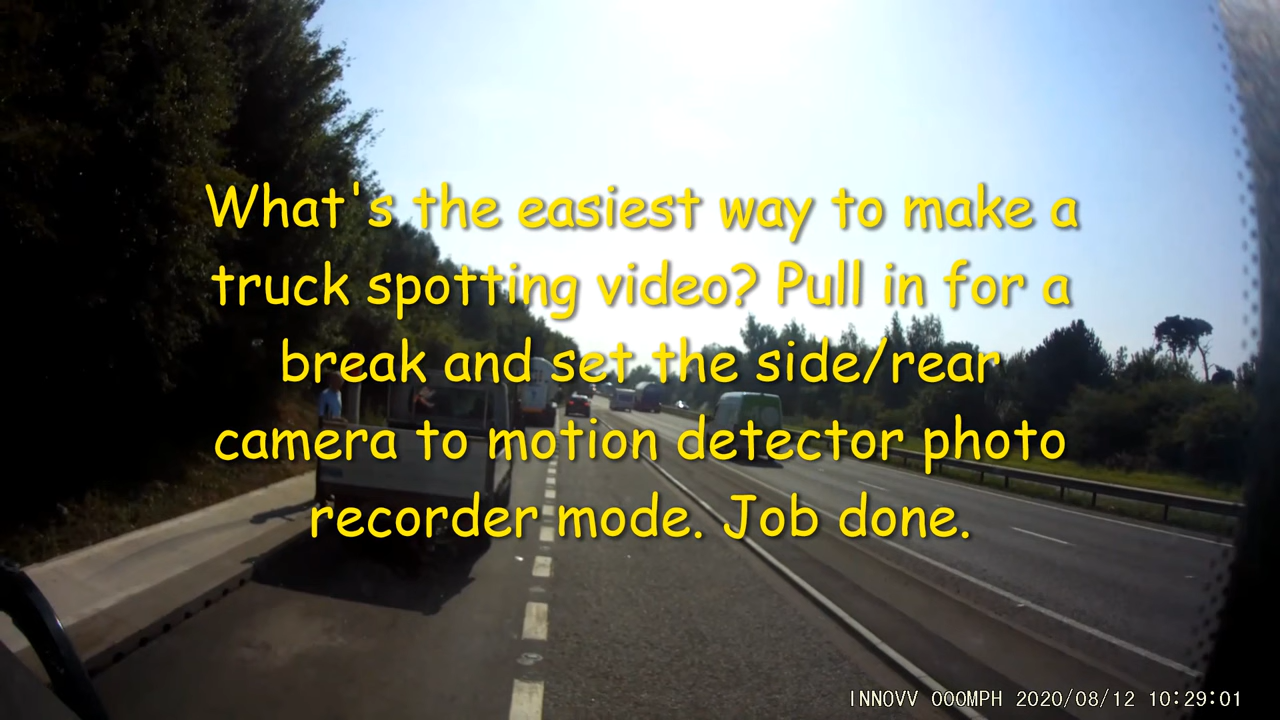 What's the easiest way to make a
truck spotting video? Pull in for a
break and set the side/rear
camera to motion detector photo
recorder mode. Job done.
INNOVV 000MPH 2020/08/12 10:29:01